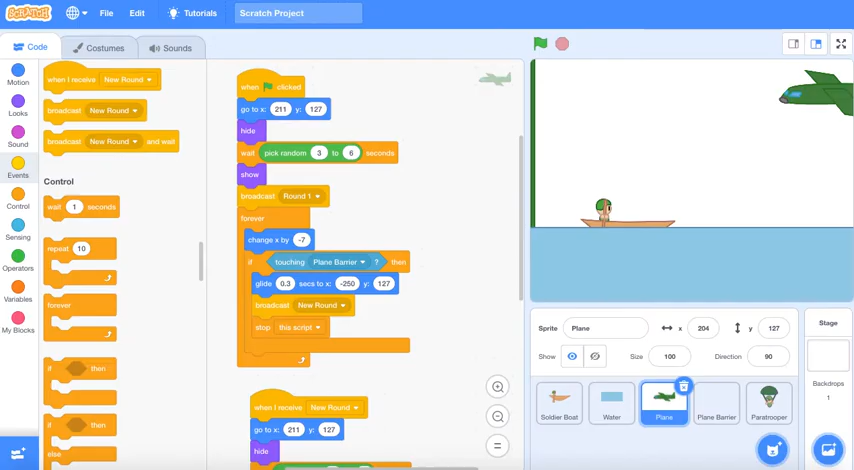 SCRATCH
File
Edit
Tutorials
Scratch Project
Code
Costumes
Sounds
Motion
Looks
Sound
Events
Control
Sensing
Operators
Variables
My Blocks
when I receive New Round
broadcast New Round
broadcast New Round and wait
Control
wait 1 seconds
repeat 10
forever
if then
if then
else
when clicked
go to x: 211 y: 127
hide
wait pick random 3 to 6 seconds
show
broadcast Round 1
forever
change x by -7
if touching Plane Barrier ? then
glide 0.3 secs to x: -250 y: 127
broadcast New Round
stop this script
when I receive New Round
go to x: 211 y: 127
hide
Sprite Plane x 204 y 127
Show Size 100 Direction 90
Soldier Boat
Water
Plane
Plane Barrier
Paratrooper
Stage
Backdrops
1